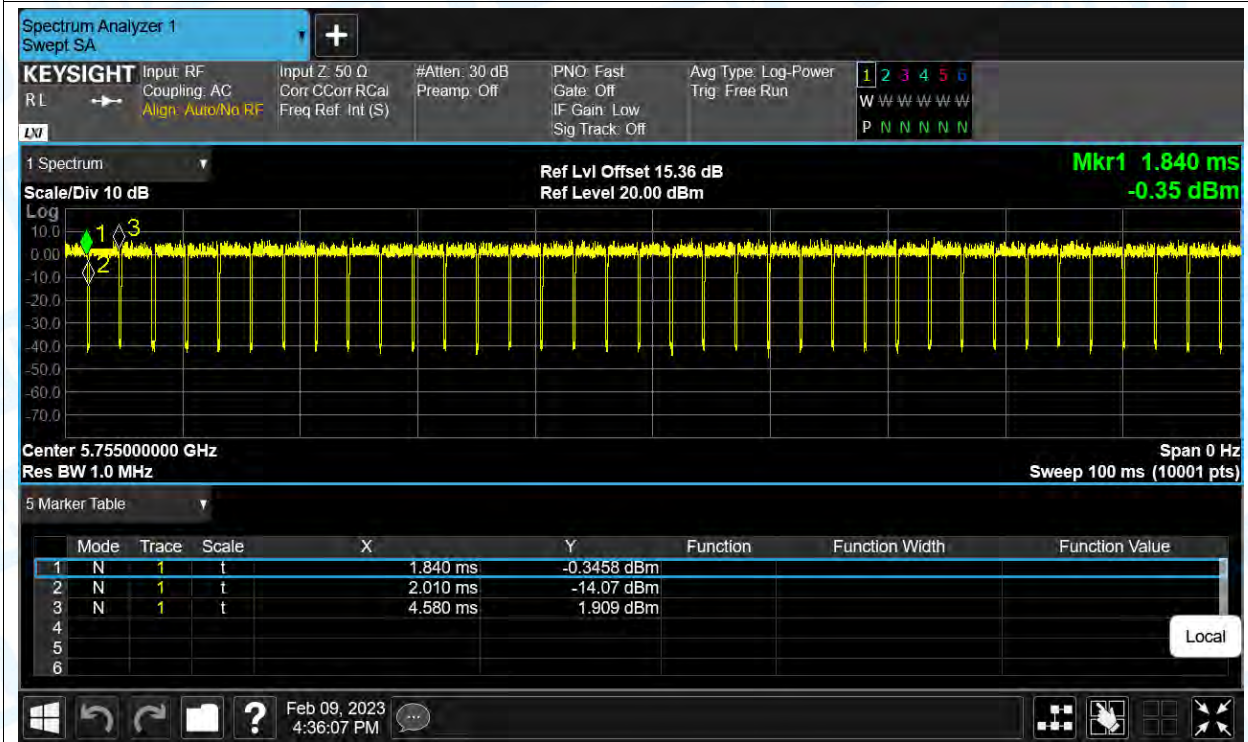 Spectrum Analyzer 1
Swept SA
+
KEYSIGHT Input: RF Input Z: 50 Ω #Atten: 30 dB PNO: Fast Avg Type: Log-Power 1 2 3 4 5 6
R L Coupling: AC Corr CCorr RCal Preamp: Off Gate: Off Trig: Free Run W W W W W W
Align: Auto/No RF Freq Ref: Int (S) IF Gain: Low
LXI Sig Track: Off P N N N N N
1 Spectrum Ref Lvl Offset 15.36 dB Mkr1 1.840 ms
Scale/Div 10 dB Ref Level 20.00 dBm -0.35 dBm
Log
10.0 1 3
0.00
2
-10.0
-20.0
-30.0
-40.0
-50.0
-60.0
-70.0
Center 5.755000000 GHz Span 0 Hz
Res BW 1.0 MHz Sweep 100 ms (10001 pts)
5 Marker Table
Mode Trace Scale X Y Function Function Width Function Value
1 N 1 t 1.840 ms -0.3458 dBm
2 N 1 t 2.010 ms -14.07 dBm
3 N 1 t 4.580 ms 1.909 dBm
4
5
6
Local
? Feb 09, 2023
4:36:07 PM